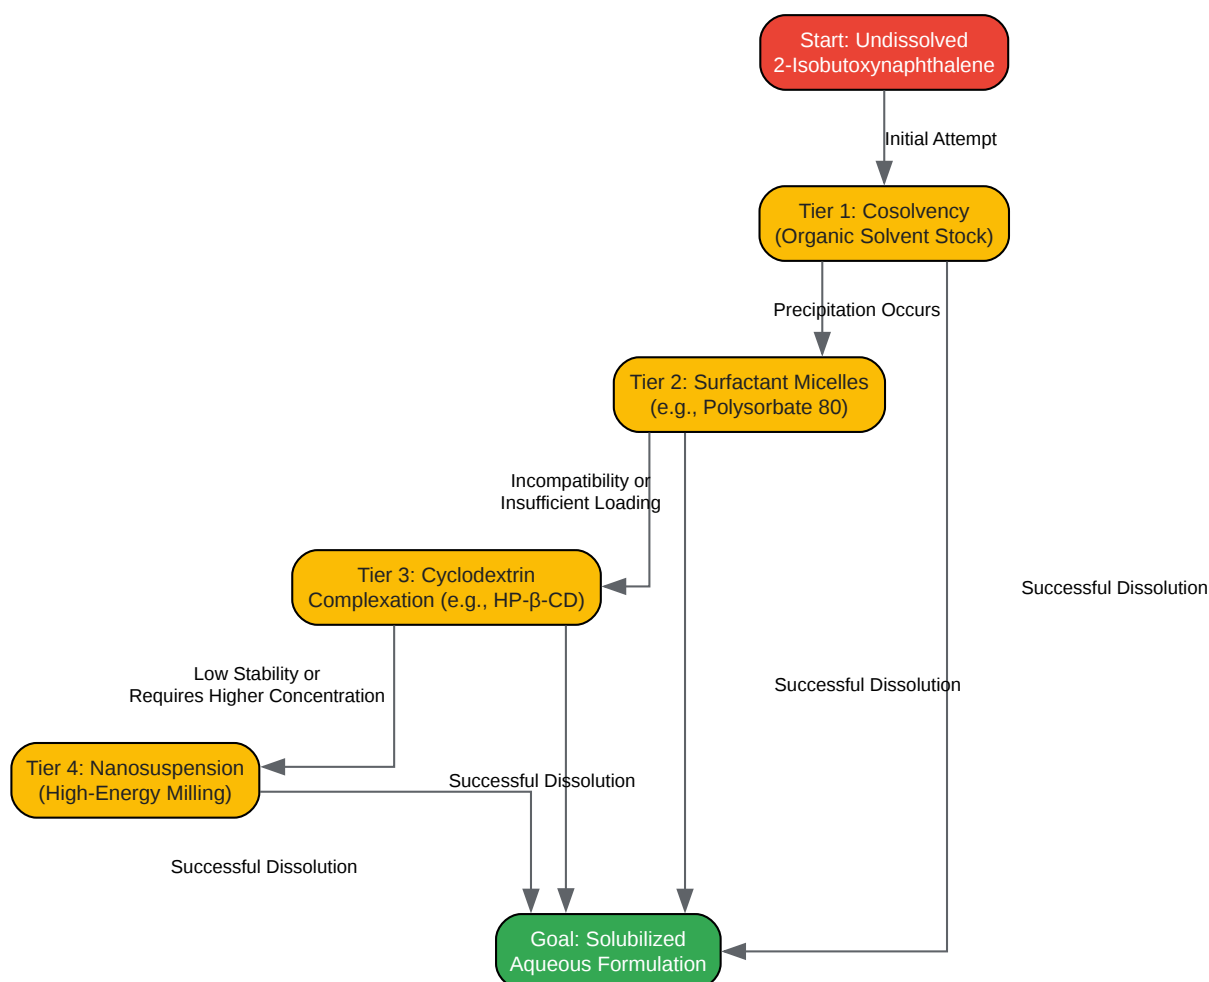 Start: Undissolved
2-Isobutoxynaphthalene
Initial Attempt
Tier 1: Cosolvency
(Organic Solvent Stock)
Precipitation Occurs
Tier 2: Surfactant Micelles
(e.g., Polysorbate 80)
Incompatibility or
Insufficient Loading
Tier 3: Cyclodextrin
Complexation (e.g., HP-β-CD)
Successful Dissolution
Low Stability or
Requires Higher Concentration
Successful Dissolution
Tier 4: Nanosuspension
(High-Energy Milling)
Successful Dissolution
Successful Dissolution
Goal: Solubilized
Aqueous Formulation